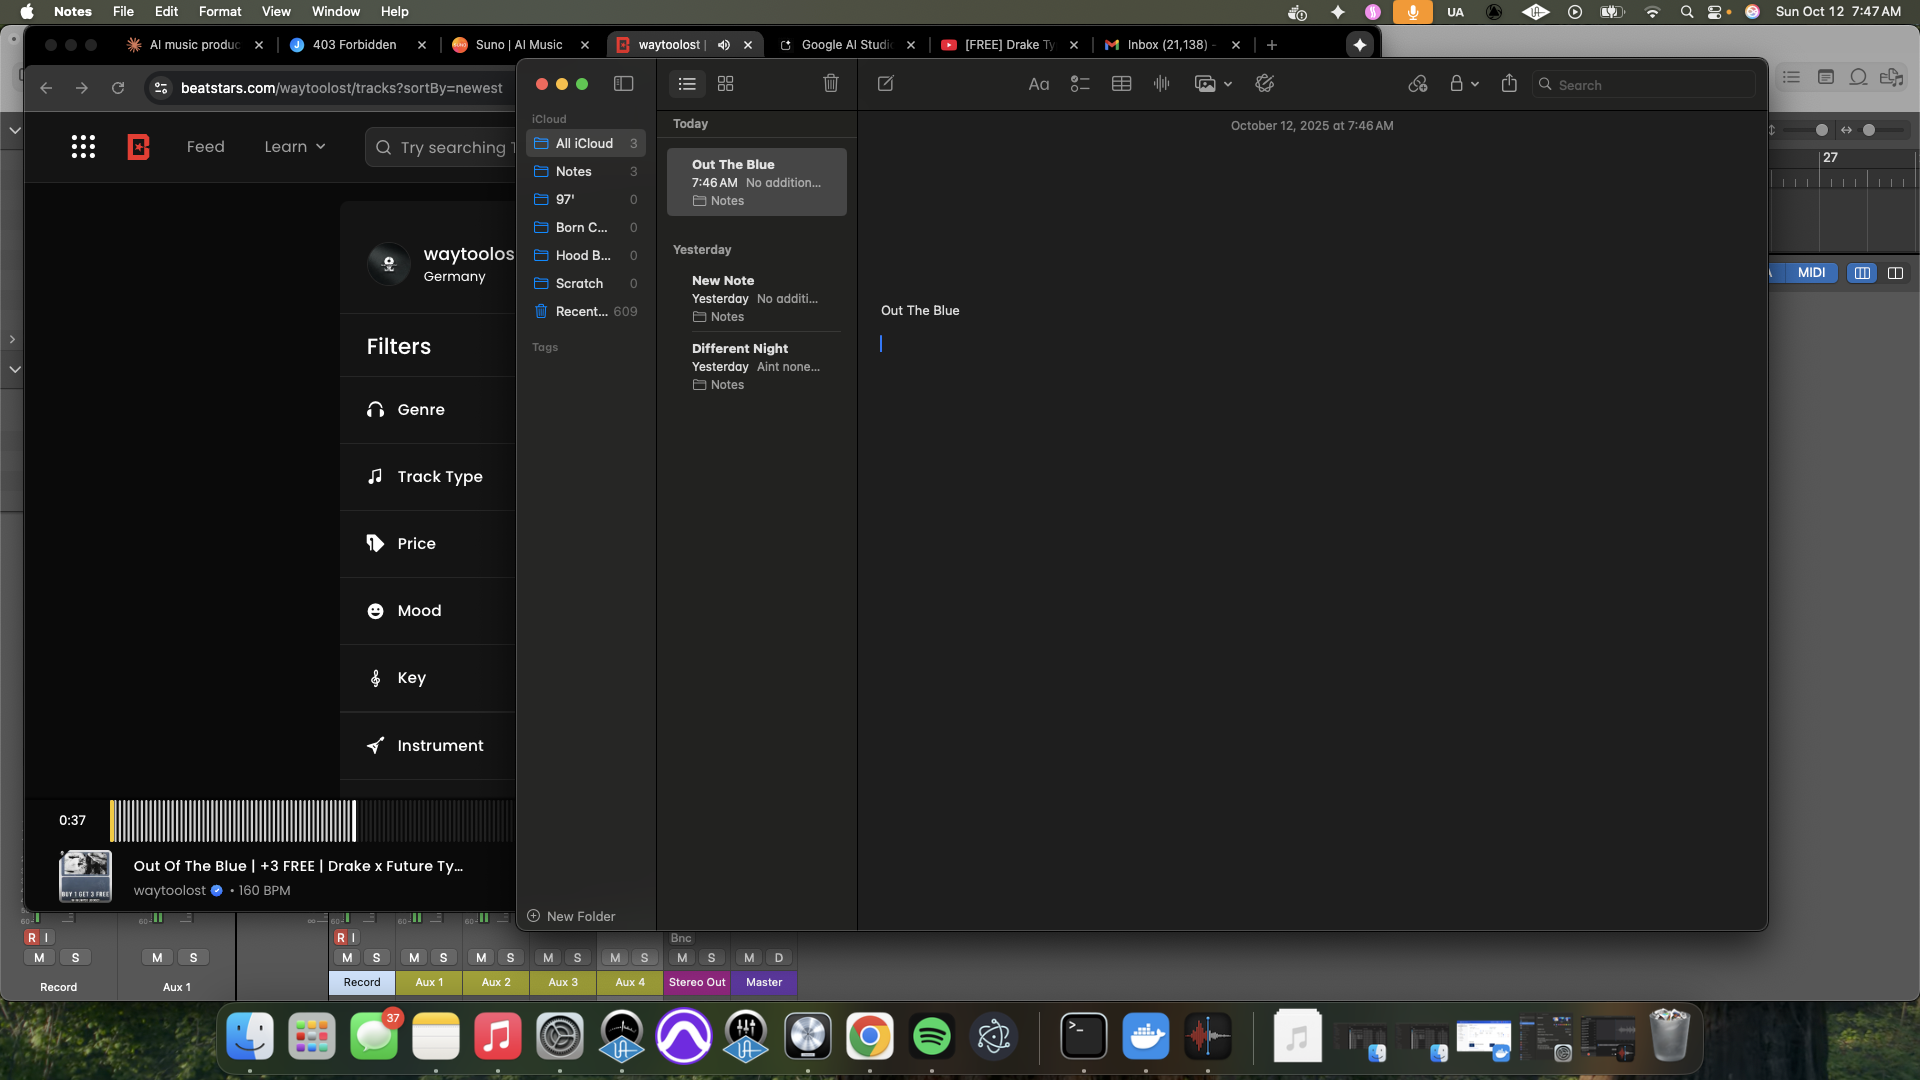 Notes File Edit Format View Window Help
UA
Sun Oct 12 7:47 AM
AI music produc
403 Forbidden
Suno | AI Music
waytoolost |
Google AI Studi
[FREE] Drake Ty
Inbox (21,138) -
beatstars.com/waytoolost/tracks?sortBy=newest
Feed
Learn
Try searching T
waytoolos
Germany
Filters
Genre
Track Type
Price
Mood
Key
Instrument
0:37
Out Of The Blue | +3 FREE | Drake x Future Ty...
waytoolost • 160 BPM
BUY 1 GET 3 FREE
iCloud
All iCloud 3
Notes 3
97' 0
Born C... 0
Hood B... 0
Scratch 0
Recent... 609
Tags
New Folder
Today
Out The Blue
7:46 AM No addition...
Notes
Yesterday
New Note
Yesterday No additi...
Notes
Different Night
Yesterday Aint none...
Notes
Aa
Search
October 12, 2025 at 7:46 AM
Out The Blue
27
MIDI
R I
M S
Record
M S
Aux 1
R I
M S
Record
M S
Aux 1
M S
Aux 2
M S
Aux 3
M S
Aux 4
Bnc
M S
Stereo Out
M D
Master
37